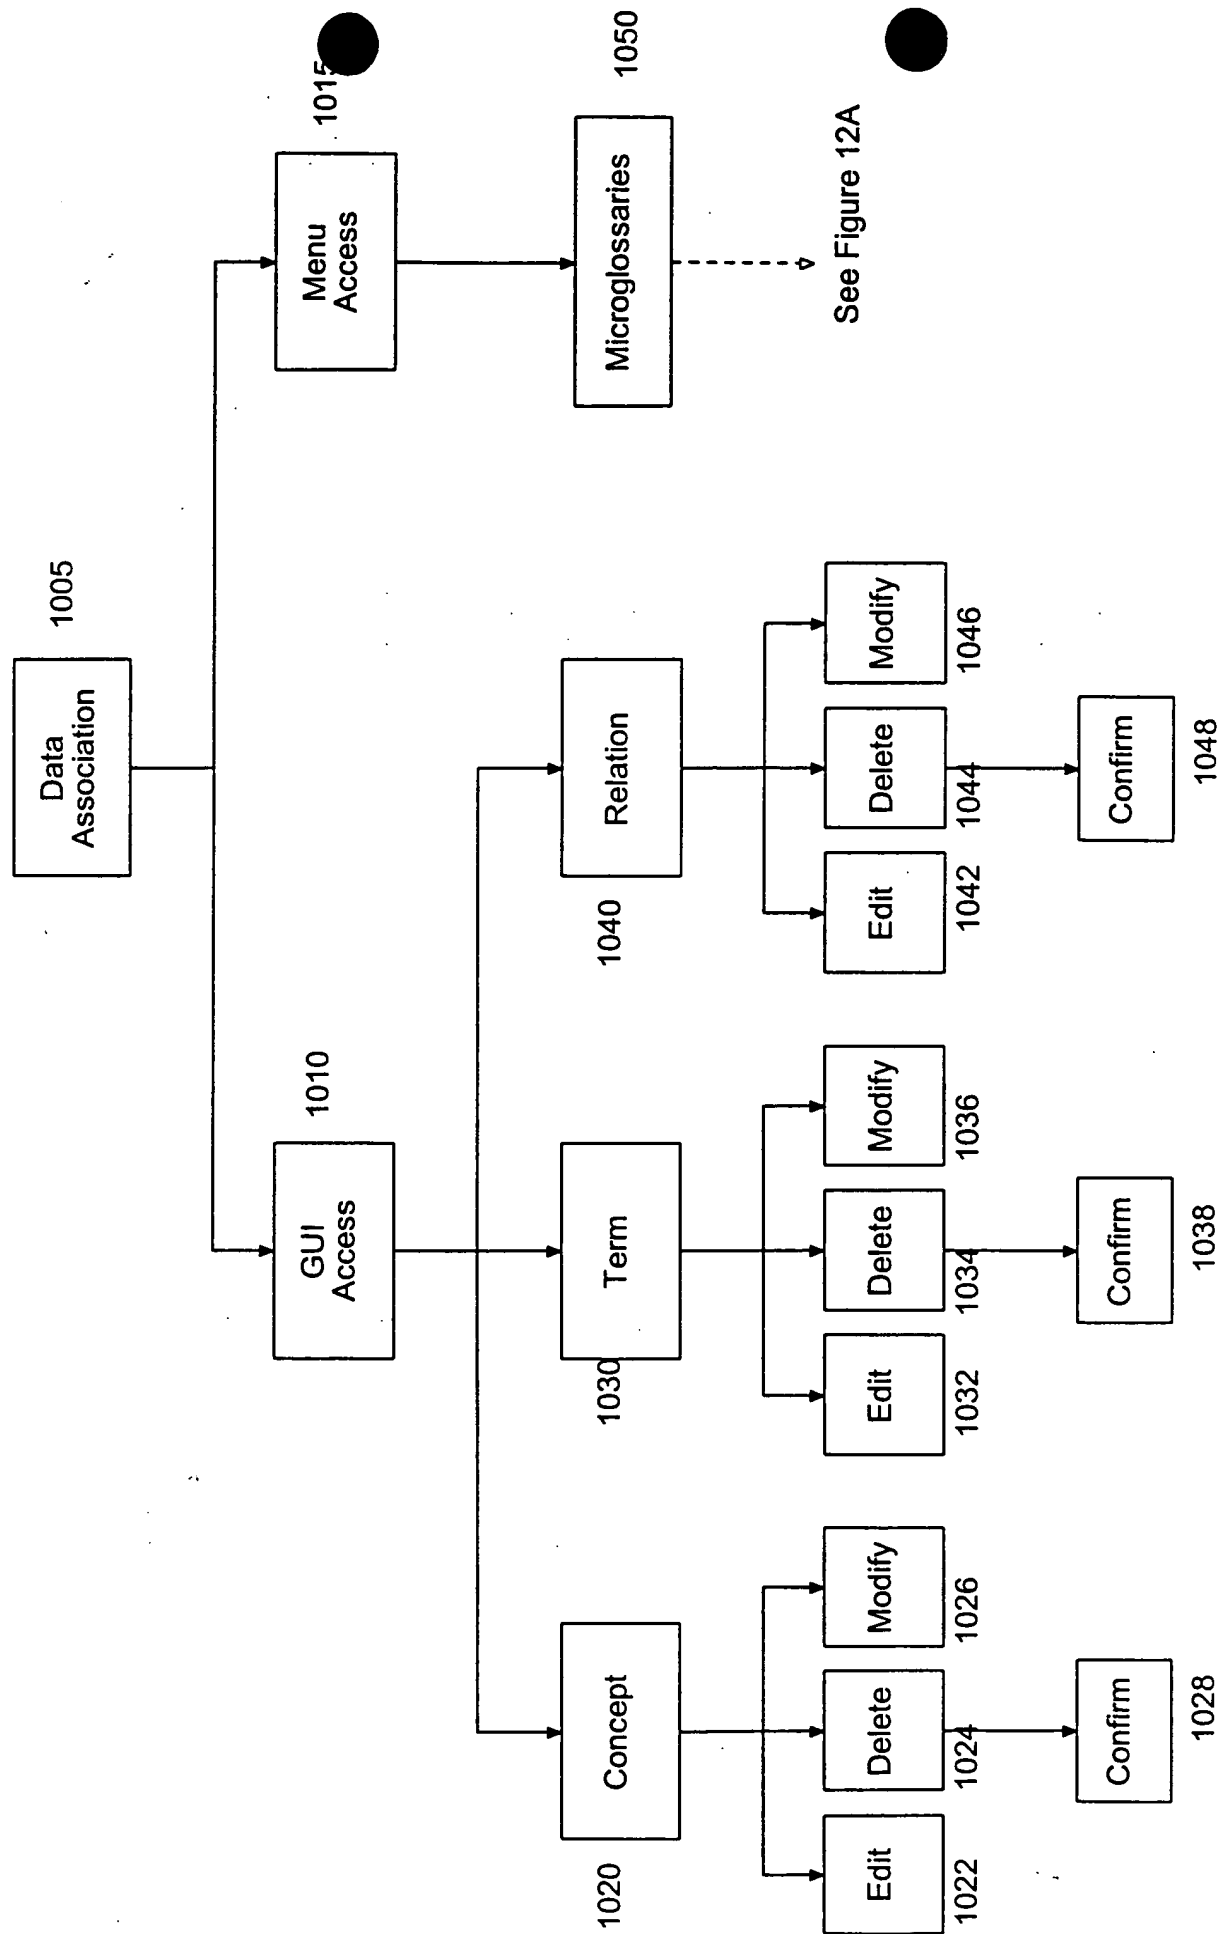 Data
Association
1005
GUI
Access
1010
Menu
Access
1015
Concept
1020
Term
1030
Relation
1040
Microglossaries
1050
Edit
1022
Delete
1024
Modify
1026
Edit
1032
Delete
1034
Modify
1036
Edit
1042
Delete
1044
Modify
1046
See Figure 12A
Confirm
1028
Confirm
1038
Confirm
1048